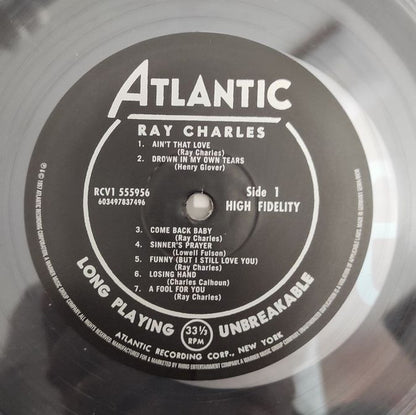 ATLANTIC
RAY CHARLES
1. AIN'T THAT LOVE
(Ray Charles)
2. DROWN IN MY OWN TEARS
(Henry Glover)
RCV1 555956
603497837496
Side 1
HIGH FIDELITY
3. COME BACK BABY
(Ray Charles)
4. SINNER'S PRAYER
(Lowell Fulson)
5. FUNNY (BUT I STILL LOVE YOU)
(Ray Charles)
6. LOSING HAND
(Charles Calhoun)
7. A FOOL FOR YOU
(Ray Charles)
LONG PLAYING
33⅓
RPM
UNBREAKABLE
ATLANTIC RECORDING CORP., NEW YORK